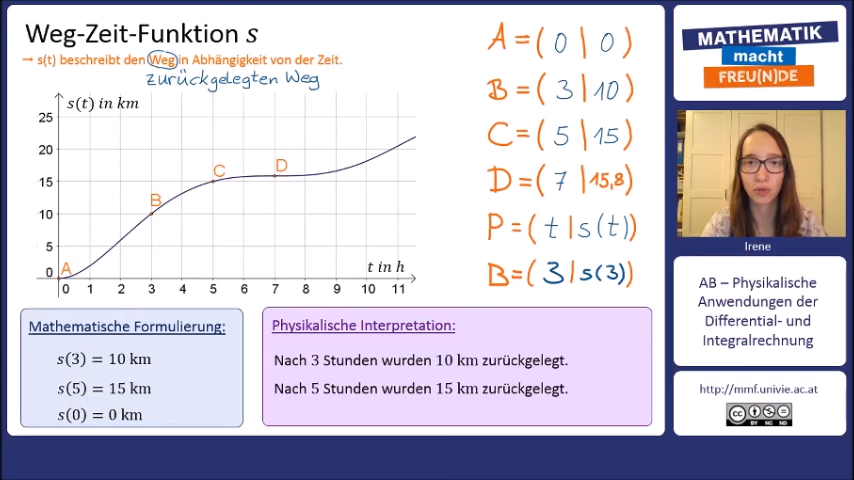 Weg-Zeit-Funktion s
→ s(t) beschreibt den Weg in Abhängigkeit von der Zeit.
zurückgelegten Weg
s(t) in km
25
20
15
10
5
0
0 1 2 3 4 5 6 7 8 9 10 11
t in h
A
B
C
D
A = ( 0 | 0 )
B = ( 3 | 10 )
C = ( 5 | 15 )
D = ( 7 | 15,8 )
P = ( t | s(t) )
B = ( 3 | s(3) )
Mathematische Formulierung:
s(3) = 10 km
s(5) = 15 km
s(0) = 0 km
Physikalische Interpretation:
Nach 3 Stunden wurden 10 km zurückgelegt.
Nach 5 Stunden wurden 15 km zurückgelegt.
MATHEMATIK
macht
FREU(N)DE
Irene
AB – Physikalische
Anwendungen der
Differential- und
Integralrechnung
http://mmf.univie.ac.at
cc
BY NC ND